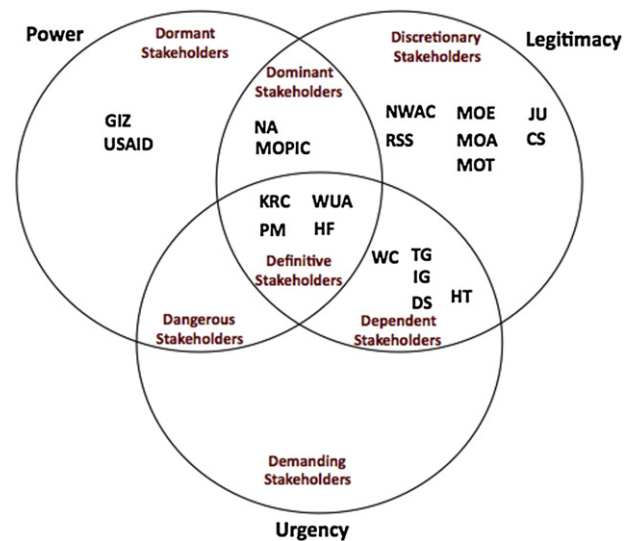 Power
Dormant
Stakeholders
Discretionary
Stakeholders
Legitimacy
Dominant
Stakeholders
GIZ
USAID
NA
MOPIC
NWAC MOE JU
RSS MOA CS
MOT
KRC WUA
PM HF
Definitive
Stakeholders
WC TG
IG
DS HT
Dangerous
Stakeholders
Dependent
Stakeholders
Demanding
Stakeholders
Urgency